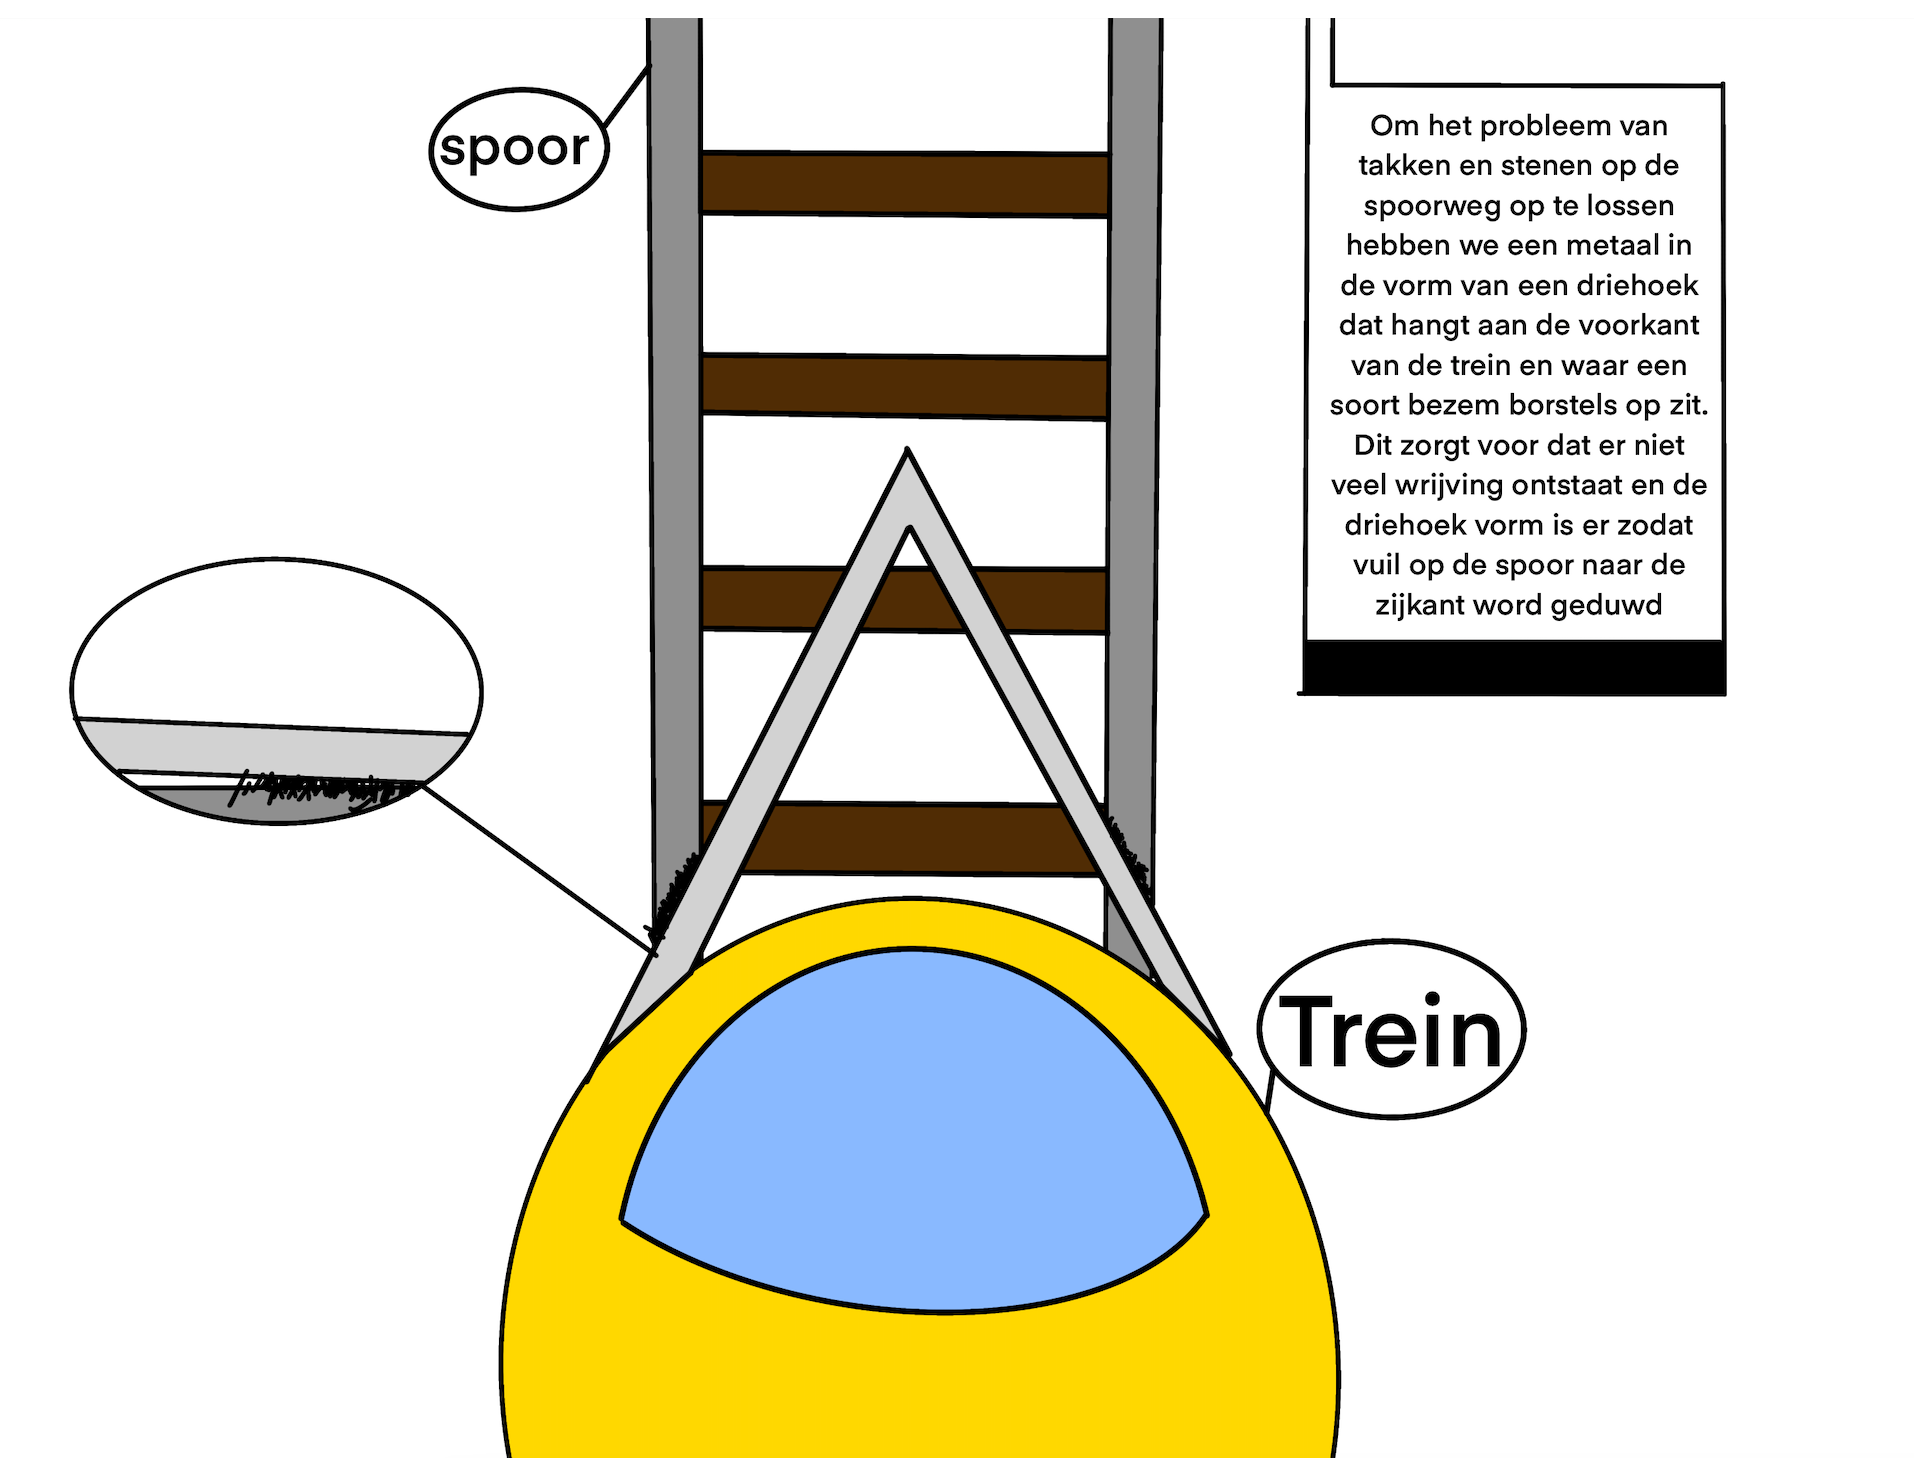 spoor
Om het probleem van
takken en stenen op de
spoorweg op te lossen
hebben we een metaal in
de vorm van een driehoek
dat hangt aan de voorkant
van de trein en waar een
soort bezem borstels op zit.
Dit zorgt voor dat er niet
veel wrijving ontstaat en de
driehoek vorm is er zodat
vuil op de spoor naar de
zijkant word geduwd
Trein